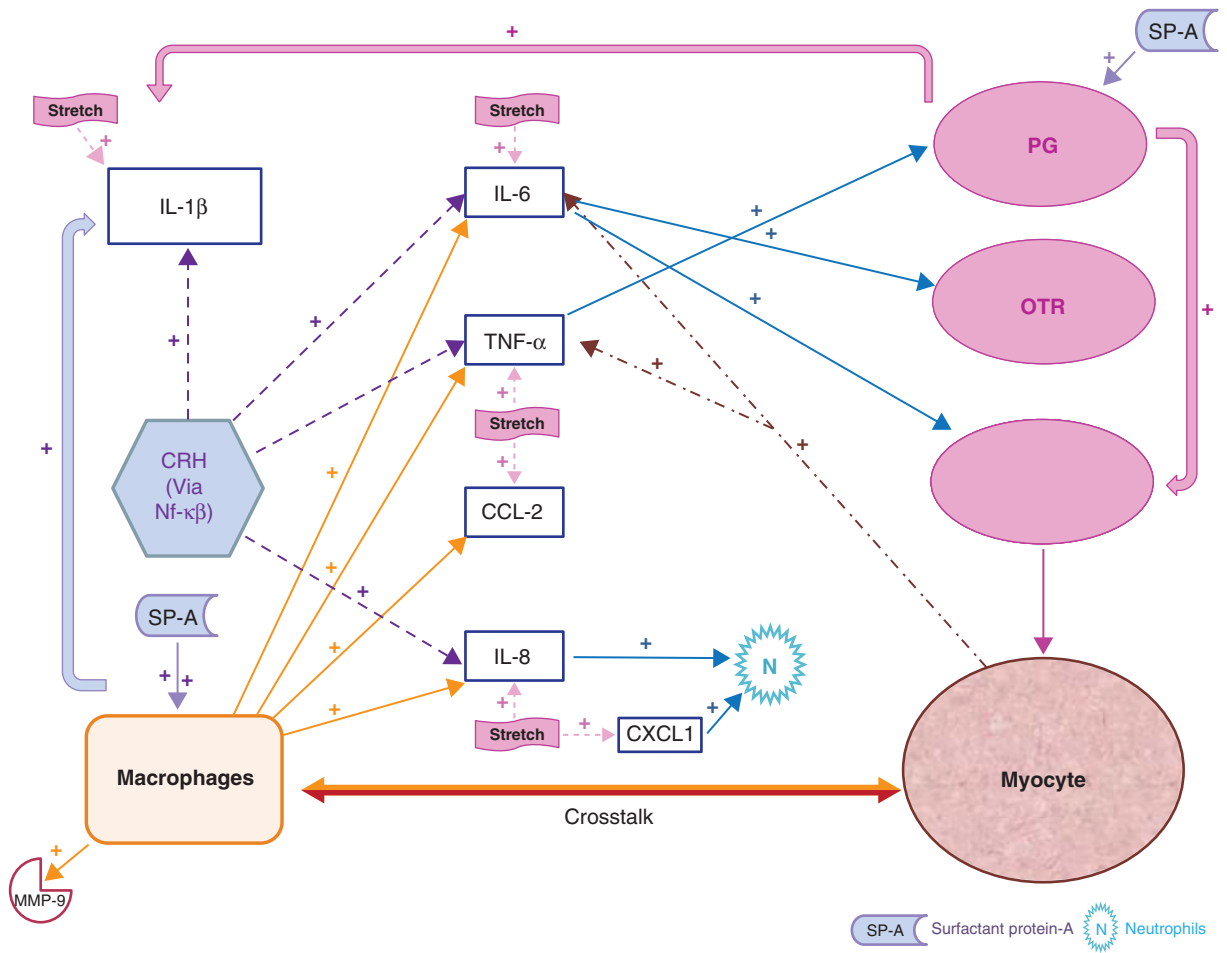 +
SP-A
+
Stretch
+
Stretch
+
PG
IL-1β
IL-6
+
+
OTR
+
+
+
+
TNF-α
+
+
Stretch
+
+
+
+
CRH
(Via
Nf-κβ)
+
CCL-2
+
+
SP-A
+
+
+
IL-8
+
N
+
+
Stretch
+
CXCL1
+
Macrophages
Myocyte
Crosstalk
+
MMP-9
SP-A
Surfactant protein-A
N
Neutrophils